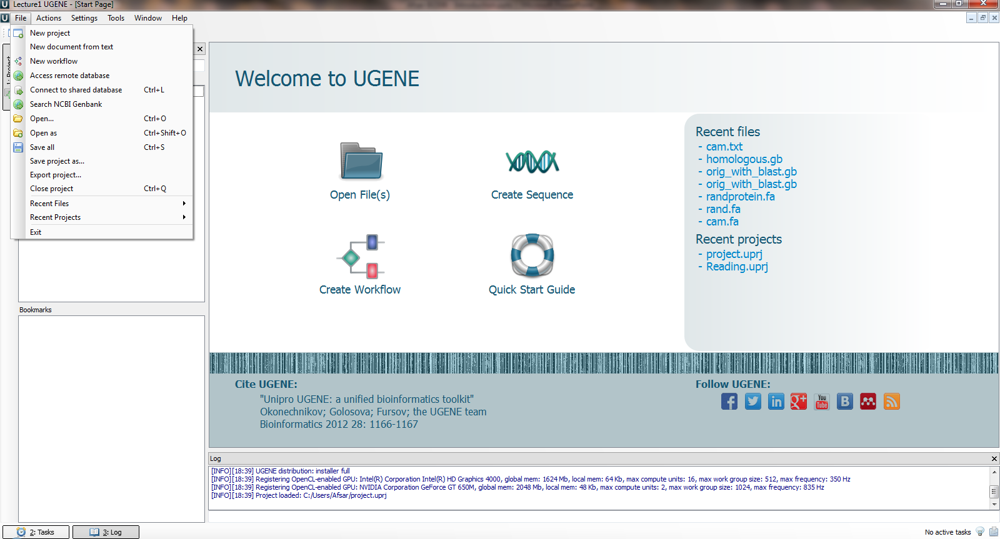 Lecture1 UGENE - [Start Page]
File Actions Settings Tools Window Help
New project
New document from text
New workflow
Access remote database
Connect to shared database Ctrl+L
Search NCBI Genbank
Open... Ctrl+O
Open as Ctrl+Shift+O
Save all Ctrl+S
Save project as...
Export project...
Close project Ctrl+Q
Recent Files
Recent Projects
Exit
1: Project
Bookmarks
Welcome to UGENE
Open File(s)
Create Sequence
Create Workflow
Quick Start Guide
Recent files
- cam.txt
- homologous.gb
- orig_with_blast.gb
- orig_with_blast.gb
- randprotein.fa
- rand.fa
- cam.fa
Recent projects
- project.uprj
- Reading.uprj
Cite UGENE:
"Unipro UGENE: a unified bioinformatics toolkit"
Okonechnikov; Golosova; Fursov; the UGENE team
Bioinformatics 2012 28: 1166-1167
Follow UGENE:
You
Tube
Log
[INFO][18:39] UGENE distribution: installer full
[INFO][18:39] Registering OpenCL-enabled GPU: Intel(R) Corporation Intel(R) HD Graphics 4000, global mem: 1624 Mb, local mem: 64 Kb, max compute units: 16, max work group size: 512, max frequency: 350 Hz
[INFO][18:39] Registering OpenCL-enabled GPU: NVIDIA Corporation GeForce GT 650M, global mem: 2048 Mb, local mem: 48 Kb, max compute units: 2, max work group size: 1024, max frequency: 835 Hz
[INFO][18:39] Project loaded: C:/Users/Afsar/project.uprj
2: Tasks
3: Log
No active tasks